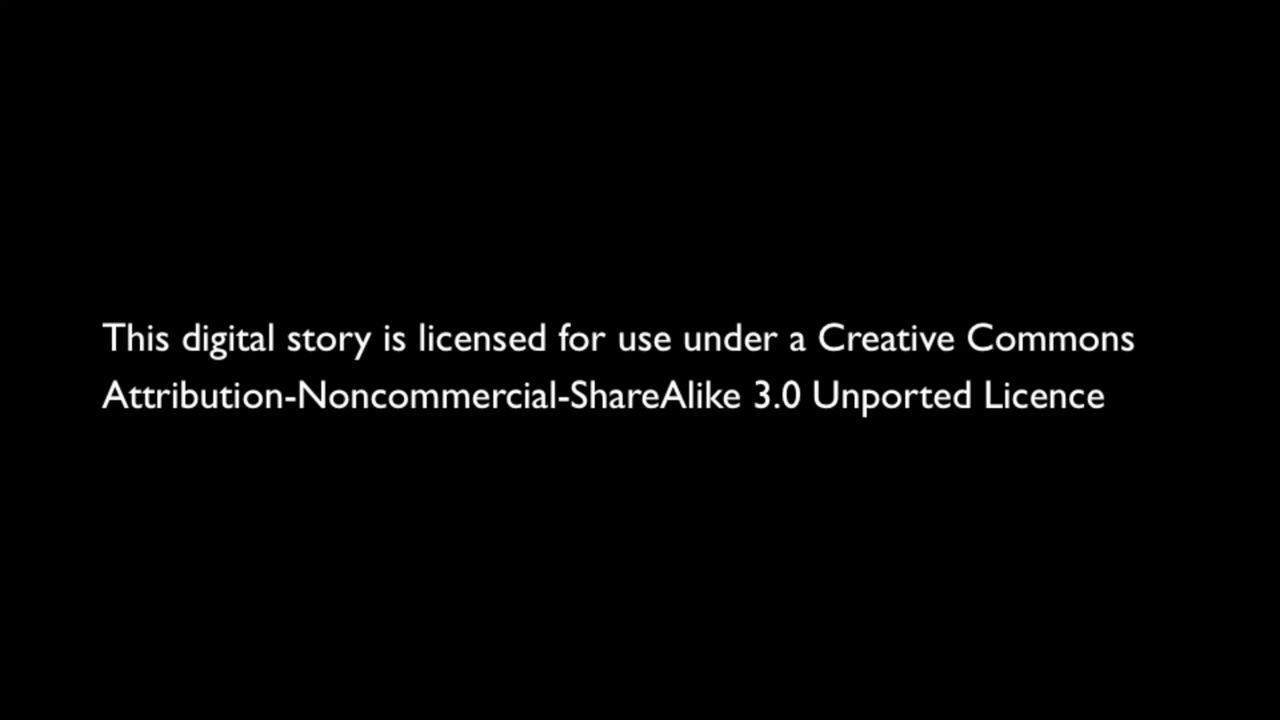 This digital story is licensed for use under a Creative Commons
Attribution-Noncommercial-ShareAlike 3.0 Unported Licence